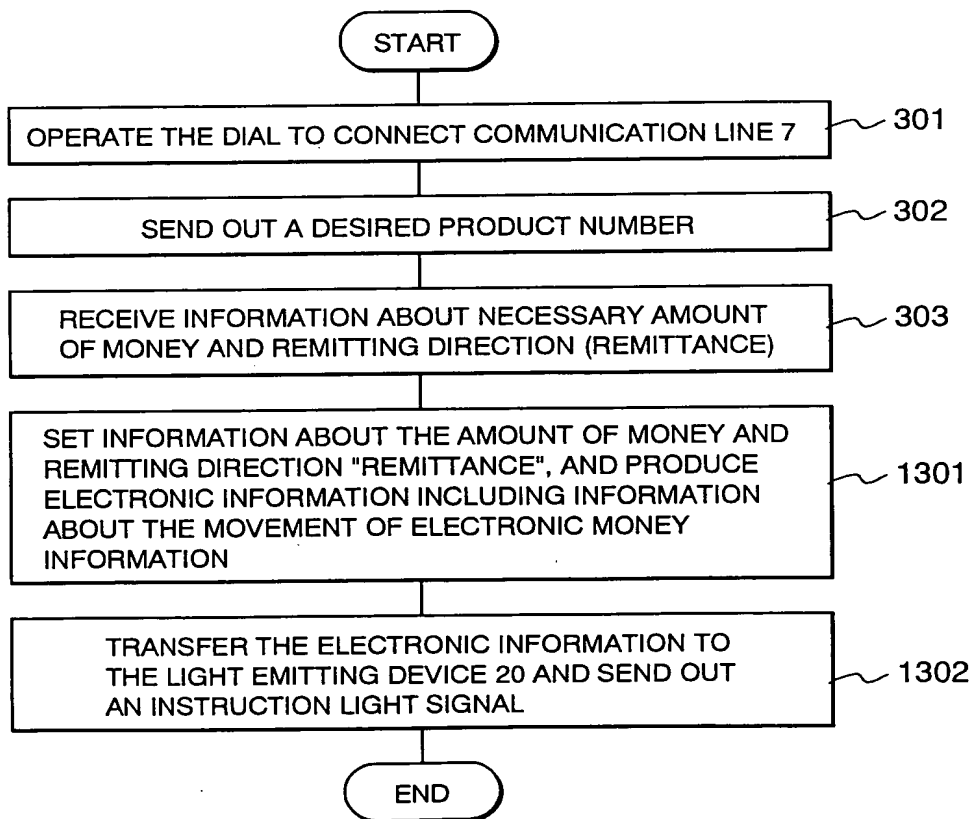 START
OPERATE THE DIAL TO CONNECT COMMUNICATION LINE 7
301
SEND OUT A DESIRED PRODUCT NUMBER
302
RECEIVE INFORMATION ABOUT NECESSARY AMOUNT
OF MONEY AND REMITTING DIRECTION (REMITTANCE)
303
SET INFORMATION ABOUT THE AMOUNT OF MONEY AND
REMITTING DIRECTION "REMITTANCE", AND PRODUCE
ELECTRONIC INFORMATION INCLUDING INFORMATION
ABOUT THE MOVEMENT OF ELECTRONIC MONEY
INFORMATION
1301
TRANSFER THE ELECTRONIC INFORMATION TO
THE LIGHT EMITTING DEVICE 20 AND SEND OUT
AN INSTRUCTION LIGHT SIGNAL
1302
END